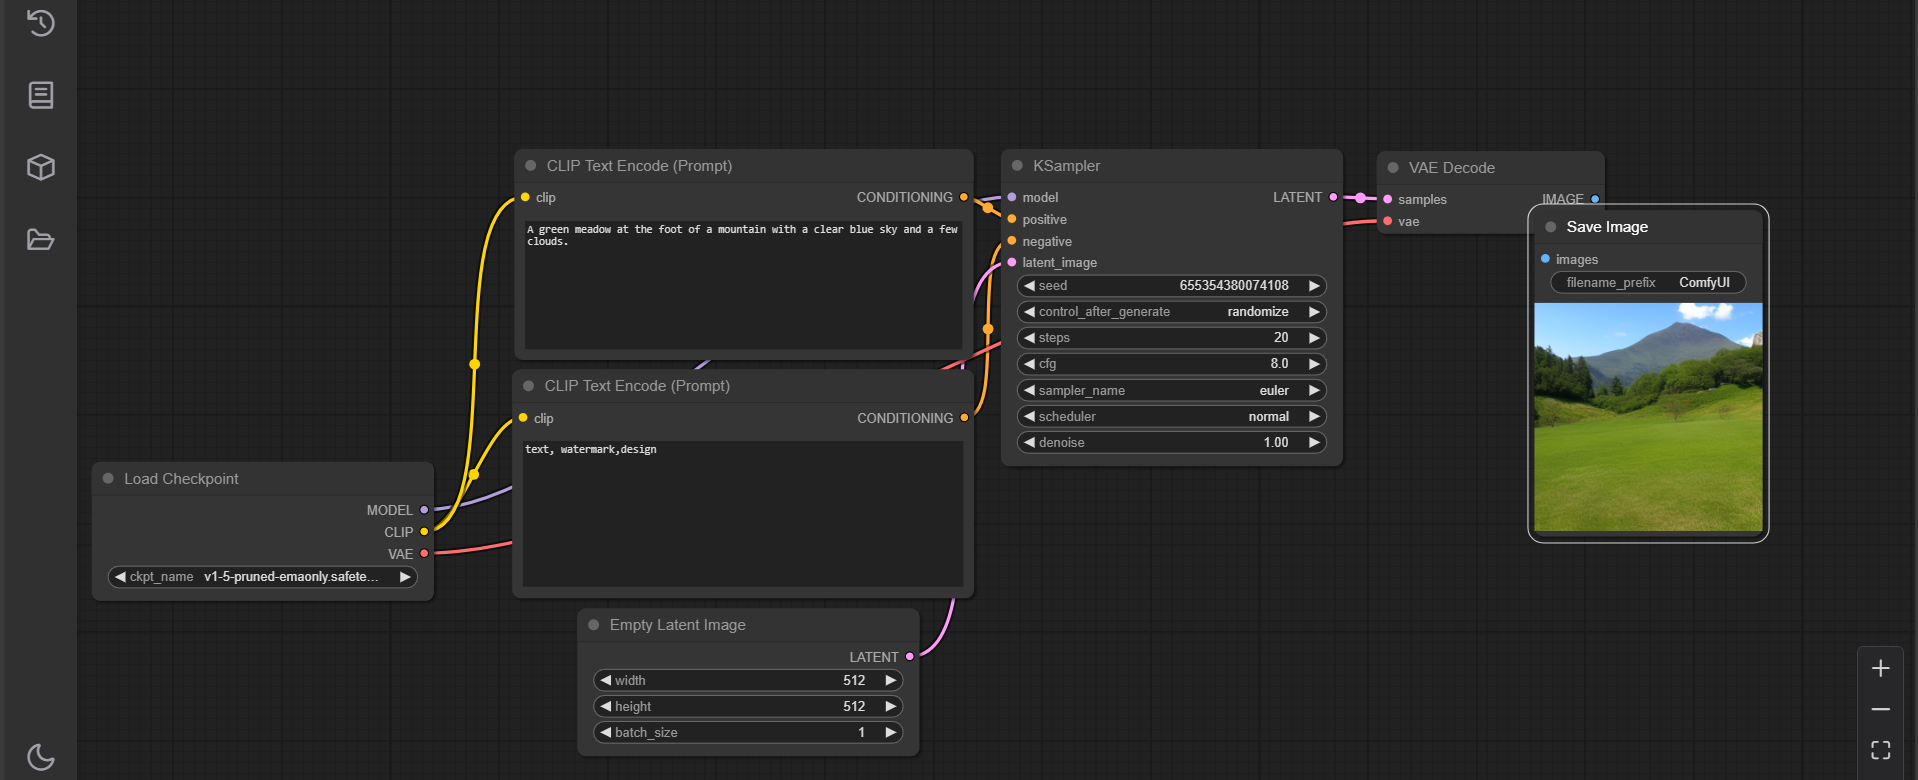 CLIP Text Encode (Prompt)
clip
CONDITIONING
A green meadow at the foot of a mountain with a clear blue sky and a few
clouds.
CLIP Text Encode (Prompt)
clip
CONDITIONING
text, watermark,design
Load Checkpoint
MODEL
CLIP
VAE
ckpt_name v1-5-pruned-emaonly.safete...
Empty Latent Image
LATENT
width 512
height 512
batch_size 1
KSampler
model LATENT
positive
negative
latent_image
seed 655354380074108
control_after_generate randomize
steps 20
cfg 8.0
sampler_name euler
scheduler normal
denoise 1.00
VAE Decode
samples IMAGE
vae
Save Image
images
filename_prefix ComfyUI